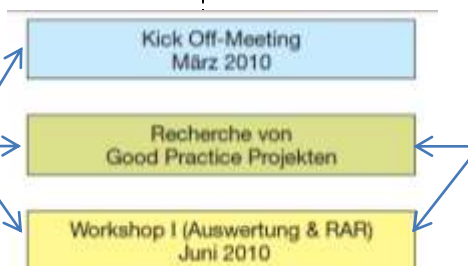 Kick Off-Meeting
März 2010
Recherche von
Good Practice Projekten
Workshop I (Auswertung & RAR)
Juni 2010